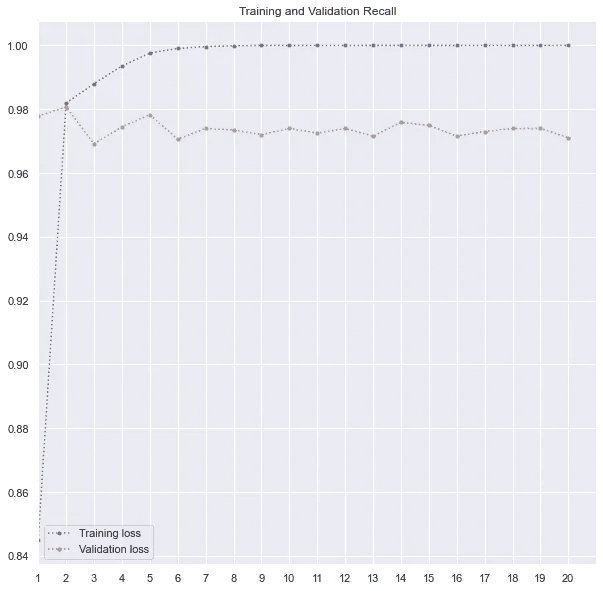 Training and Validation Recall
1.00
0.98
0.96
0.94
0.92
0.90
0.88
0.86
0.84
Training loss
Validation loss
1 2 3 4 5 6 7 8 9 10 11 12 13 14 15 16 17 18 19 20